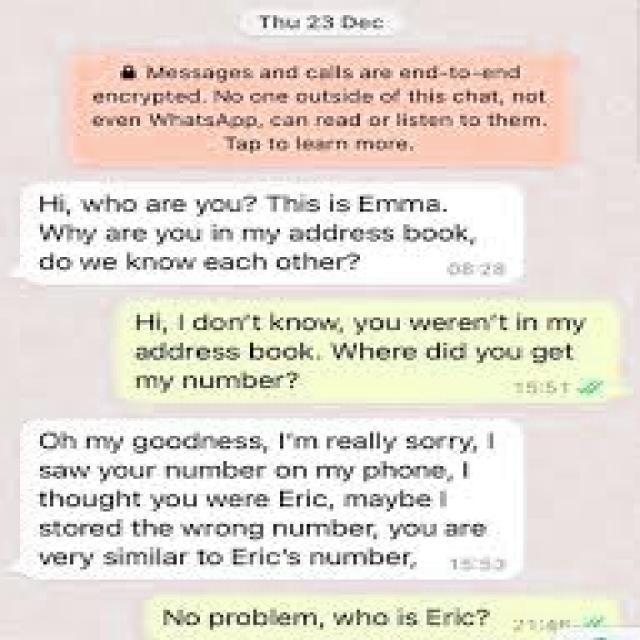 Thu 23 Dec
Messages and calls are end-to-end
encrypted. No one outside of this chat, not
even WhatsApp, can read or listen to them.
Tap to learn more.
Hi, who are you? This is Emma.
Why are you in my address book,
do we know each other?
08:28
Hi, I don't know, you weren't in my
address book. Where did you get
my number?
15:51
Oh my goodness, I'm really sorry, I
saw your number on my phone, I
thought you were Eric, maybe I
stored the wrong number, you are
very similar to Eric's number,
15:53
No problem, who is Eric?